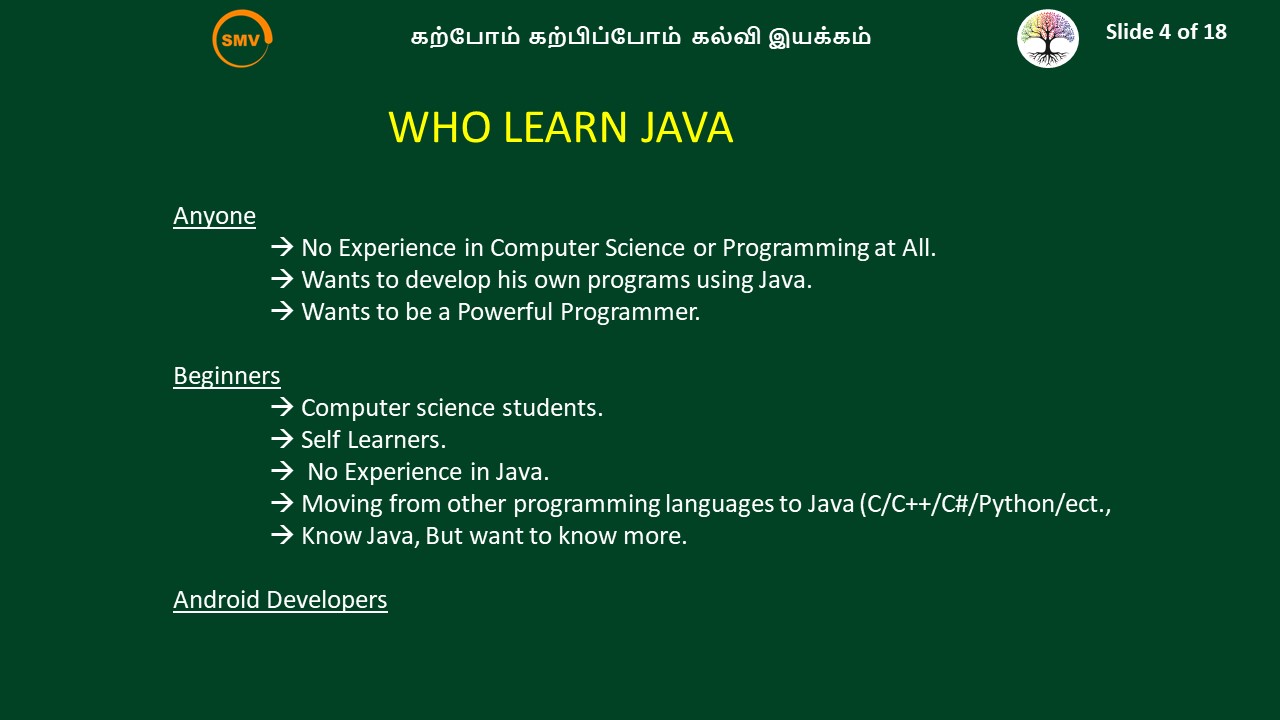 SMV
கற்போம் கற்பிப்போம் கல்வி இயக்கம்
Slide 4 of 18
WHO LEARN JAVA
Anyone
→ No Experience in Computer Science or Programming at All.
→ Wants to develop his own programs using Java.
→ Wants to be a Powerful Programmer.
Beginners
→ Computer science students.
→ Self Learners.
→ No Experience in Java.
→ Moving from other programming languages to Java (C/C++/C#/Python/ect.,
→ Know Java, But want to know more.
Android Developers